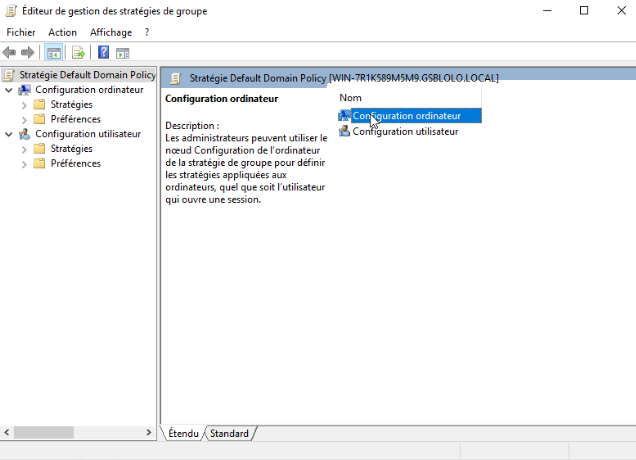 Éditeur de gestion des stratégies de groupe
Fichier Action Affichage ?
Stratégie Default Domain Policy
Configuration ordinateur
Stratégies
Préférences
Configuration utilisateur
Stratégies
Préférences
Stratégie Default Domain Policy [WIN-7R1K589M5M9.GSBLOLO.LOCAL]
Configuration ordinateur
Description :
Les administrateurs peuvent utiliser le
nœud Configuration de l'ordinateur
de la stratégie de groupe pour définir
les stratégies appliquées aux
ordinateurs, quel que soit l'utilisateur
qui ouvre une session.
Nom
Configuration ordinateur
Configuration utilisateur
Étendu Standard